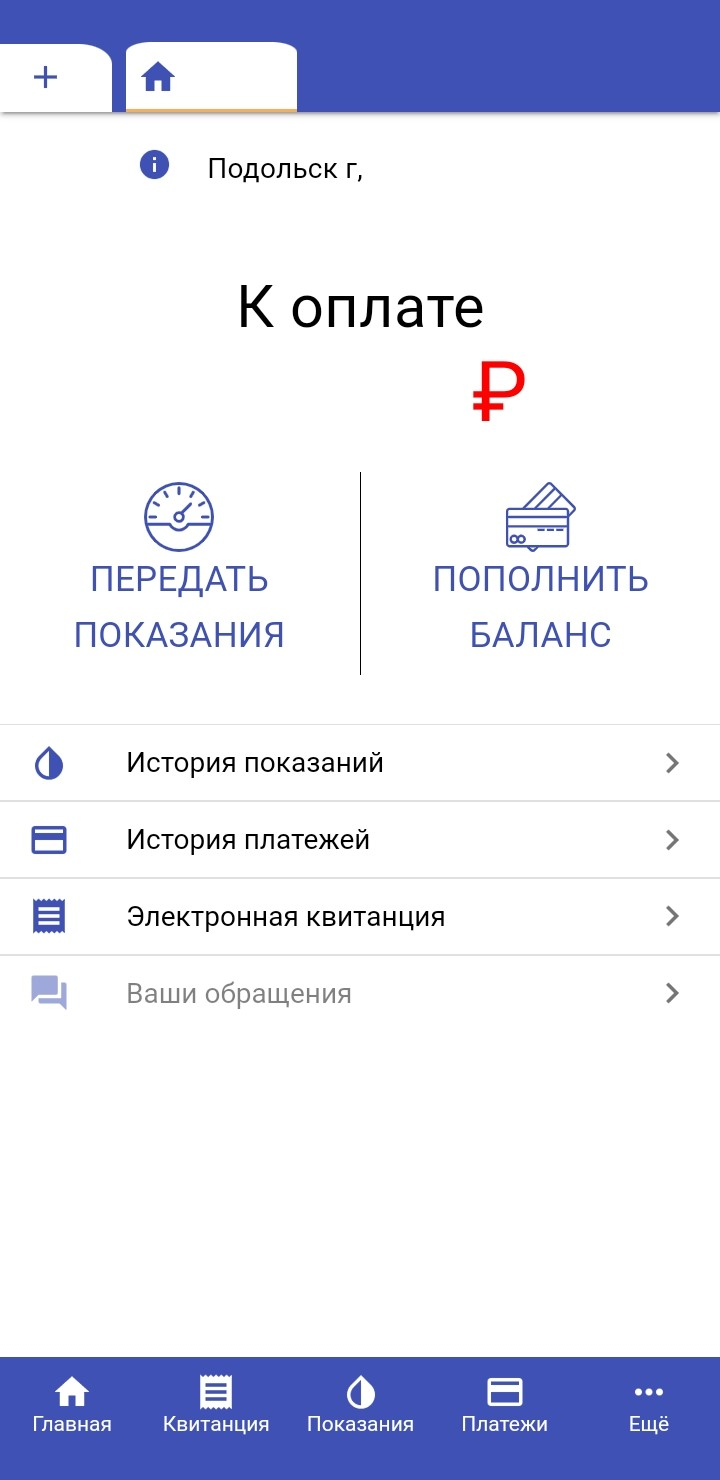 Подольск г,
К оплате
₽
ПЕРЕДАТЬ
ПОКАЗАНИЯ
ПОПОЛНИТЬ
БАЛАНС
История показаний
История платежей
Электронная квитанция
Ваши обращения
Главная
Квитанция
Показания
Платежи
Ещё